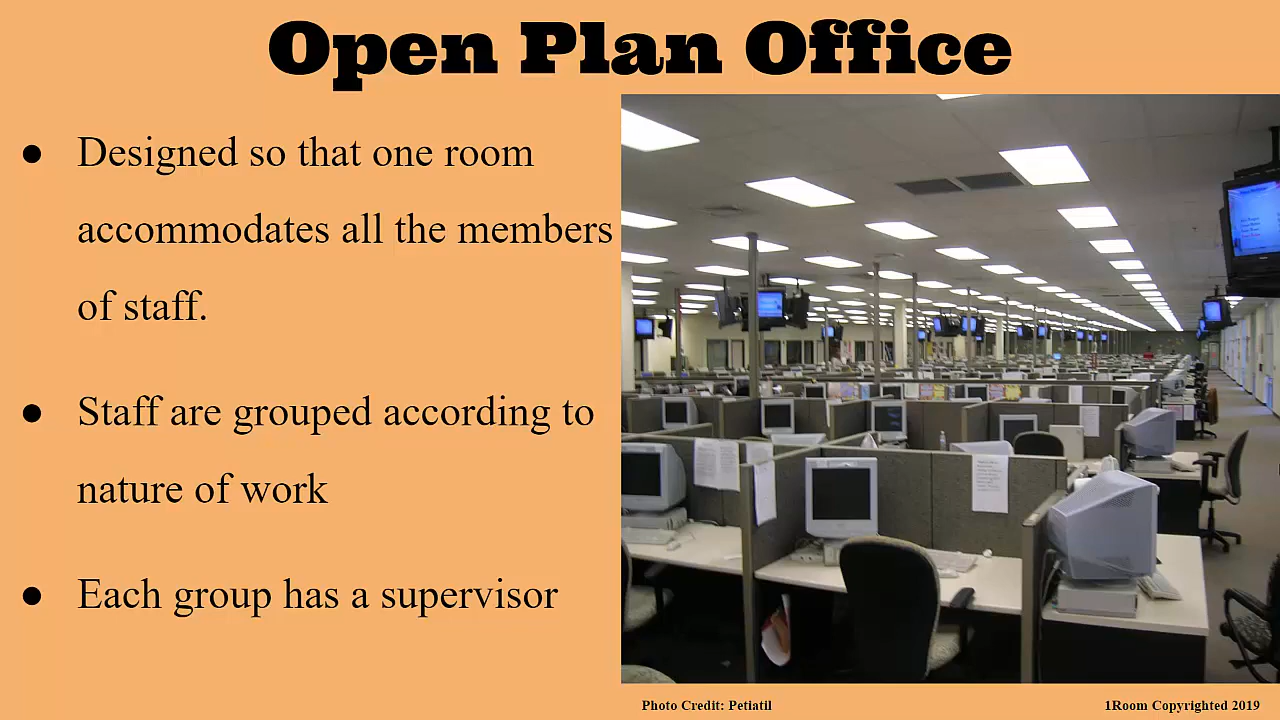 Open Plan Office
● Designed so that one room
accommodates all the members
of staff.
● Staff are grouped according to
nature of work
● Each group has a supervisor
Photo Credit: Petiatil
1Room Copyrighted 2019